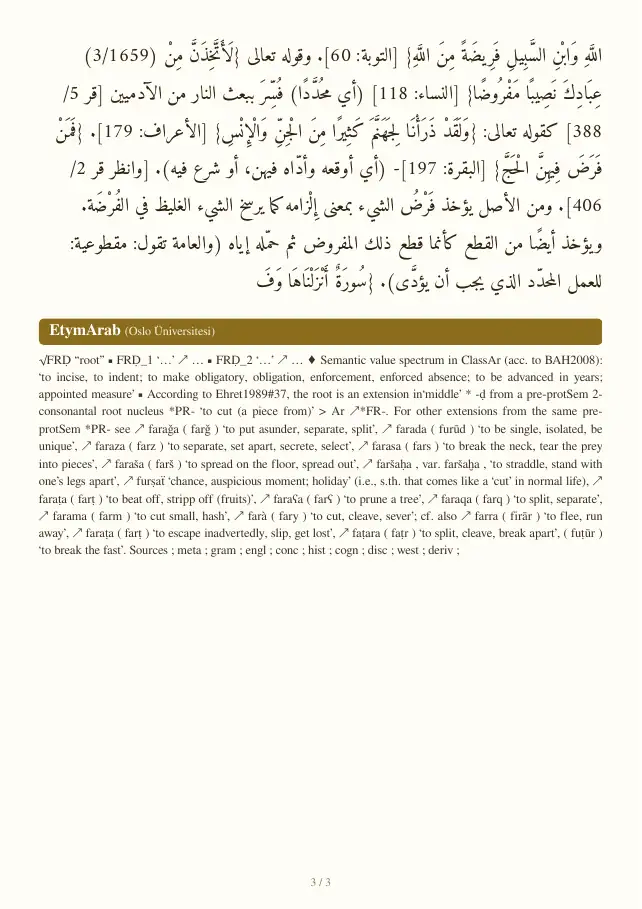 اللَّهِ وَابْنِ السَّبِيلِ فَرِيضَةً مِنَ اللَّهِ} [التوبة: 60]. وقوله تعالى {لَأَتَّخِذَنَّ مِنْ (3/1659)
عِبَادِكَ نَصِيبًا مَفْرُوضًا} [النساء: 118] (أي مُحُدَّدًا) فُسِّرَ ببعث النار من الآدميين [قر 5/
388] كقوله تعالى: {وَلَقَدْ ذَرَأْنَا لِجَهَنَّمَ كَثِيرًا مِنَ الْجِنِّ وَالْإِنْسِ} [الأعراف: 179]. {فَمَنْ
فَرَضَ فِيهِنَّ الْحَجَّ} [البقرة: 197]- (أي أوقعه وأدّاه فيهن، أو شرع فيه). [وانظر قر 2/
406]. ومن الأصل يؤخذ فَرْضُ الشيء بمعنى إِلْزامه كما يرسخ الشيء الغليظ في الفُرْضَة.
ويؤخذ أيضًا من القطع كأنما قطع ذلك المفروض ثم حمّله إياه (والعامة تقول: مقطوعية:
للعمل المحدّد الذي يجب أن يؤدَّى). {سُورَةٌ أَنْزَلْنَاهَا وَفَ
EtymArab (Oslo Üniversitesi)
√FRḌ “root” ▪ FRḌ_1 ‘…’ ↗ … ▪ FRḌ_2 ‘…’ ↗ … ♦ Semantic value spectrum in ClassAr (acc. to BAH2008):
‘to incise, to indent; to make obligatory, obligation, enforcement, enforced absence; to be advanced in years;
appointed measure’ ▪ According to Ehret1989#37, the root is an extension in‘middle’ * -ḍ from a pre-protSem 2-
consonantal root nucleus *PR- ‘to cut (a piece from)’ > Ar ↗*FR-. For other extensions from the same pre-
protSem *PR- see ↗ faraǧa ( farǧ ) ‘to put asunder, separate, split’, ↗ farada ( furūd ) ‘to be single, isolated, be
unique’, ↗ faraza ( farz ) ‘to separate, set apart, secrete, select’, ↗ farasa ( fars ) ‘to break the neck, tear the prey
into pieces’, ↗ faraša ( farš ) ‘to spread on the floor, spread out’, ↗ faršaḥa , var. faršaḫa , ‘to straddle, stand with
one’s legs apart’, ↗ furṣaẗ ‘chance, auspicious moment; holiday’ (i.e., s.th. that comes like a ‘cut’ in normal life), ↗
faraṭa ( farṭ ) ‘to beat off, stripp off (fruits)’, ↗ faraʕa ( farʕ ) ‘to prune a tree’, ↗ faraqa ( farq ) ‘to split, separate’,
↗ farama ( farm ) ‘to cut small, hash’, ↗ farà ( fary ) ‘to cut, cleave, sever’; cf. also ↗ farra ( firār ) ‘to flee, run
away’, ↗ faraṭa ( farṭ ) ‘to escape inadvertedly, slip, get lost’, ↗ faṭara ( faṭr ) ‘to split, cleave, break apart’, ( fuṭūr )
‘to break the fast’. Sources ; meta ; gram ; engl ; conc ; hist ; cogn ; disc ; west ; deriv ;
3 / 3